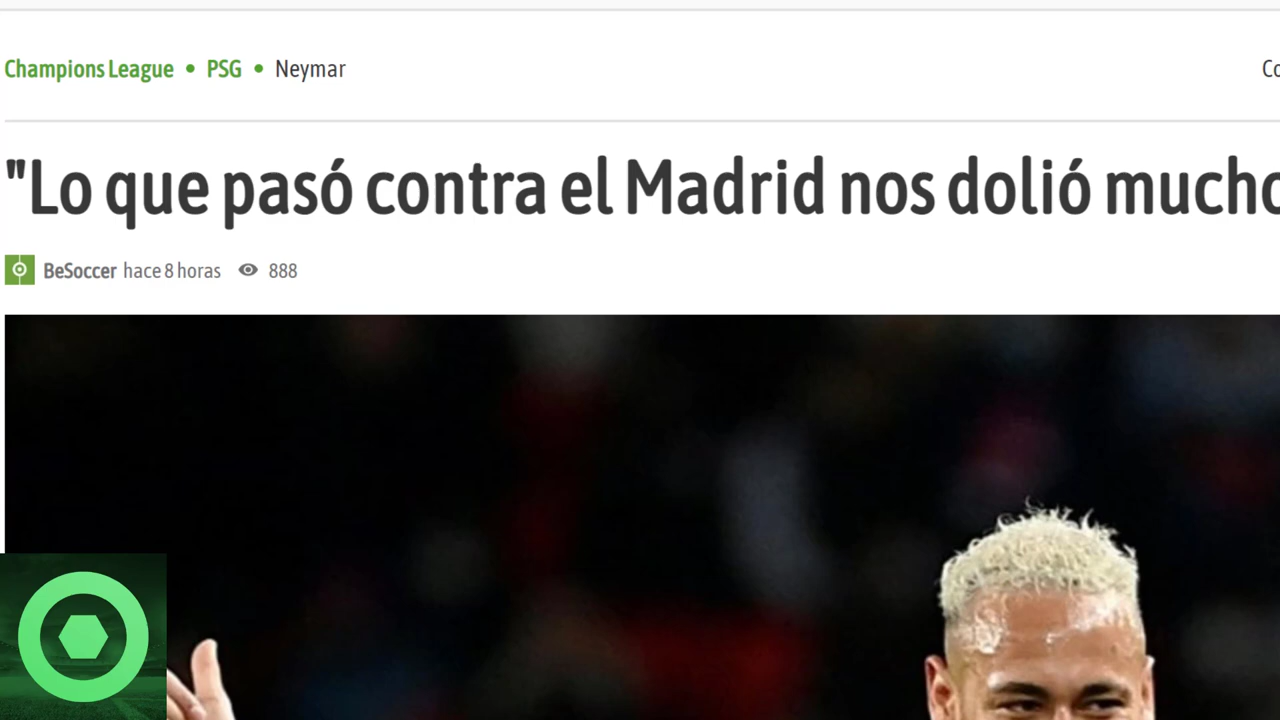 Champions League • PSG • Neymar
"Lo que pasó contra el Madrid nos dolió mucho
BeSoccer hace 8 horas 888